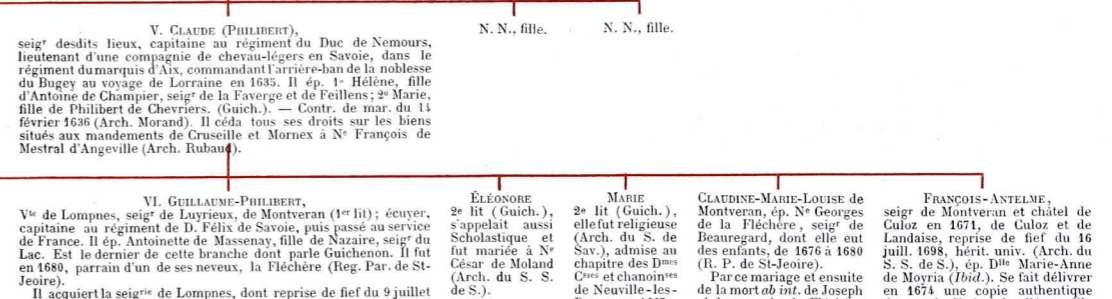 V. CLAUDE (PHILIBERT),
seigʳ desdits lieux, capitaine au régiment du Duc de Nemours,
lieutenant d'une compagnie de chevau-légers en Savoie, dans le
régiment du marquis d'Aix, commandant l'arrière-ban de la noblesse
du Bugey au voyage de Lorraine en 1635. Il ép. 1º Hélène, fille
d'Antoine de Champier, seigʳ de la Faverge et de Feillens; 2º Marie,
fille de Philibert de Chevriers. (Guich.). — Contr. de mar. du 14
février 1636 (Arch. Morand). Il céda tous ses droits sur les biens
situés aux mandements de Cruseille et Mornex à Nᵉ François de
Mestral d'Angeville (Arch. Rubaud).
N. N., fille.
N. N., fille.
VI. GUILLAUME-PHILIBERT,
Vᵗᵉ de Lompnes, seigʳ de Luyrieux, de Montveran (1ᵉʳ lit); écuyer,
capitaine au régiment de D. Félix de Savoie, puis passé au service
de France. Il ép. Antoinette de Massenay, fille de Nazaire, seigʳ du
Lac. Est le dernier de cette branche dont parle Guichenon. Il fut
en 1680, parrain d'un de ses neveux, la Fléchère (Reg. Par. de St-
Jeoire).
Il acquiert la seigʳⁱᵉ de Lompnes, dont reprise de fief du 9 juillet
ÉLÉONORE
2ᵉ lit (Guich.),
s'appelait aussi
Scholastique et
fut mariée à Nᵉ
César de Moland
(Arch. du S. S.
de S.).
MARIE
2ᵉ lit (Guich.),
elle fut religieuse
(Arch. du S. de
Sav.), admise au
chapitre des Dᵐᵉˢ
Cˢˢᵉˢ et chamoinˢᵉˢ
de Neuville-les-
CLAUDINE-MARIE-LOUISE de
Montveran, ép. Nᵉ Georges
de la Fléchère, seigʳ de
Beauregard, dont elle eut
des enfants, de 1676 à 1680
(R. P. de St-Jeoire).
Par ce mariage et ensuite
de la mort ab int. de Joseph
FRANÇOIS-ANTELME,
seigr de Montveran et châtel de
Culoz en 1671, de Culoz et de
Landaise, reprise de fief du 16
juill. 1698, hérit. univ. (Arch. du
S. S. de S.), ép. Dˡˡᵉ Marie-Anne
de Moyria (Ibid.). Se fait délivrer
en 1674 une copie authentique